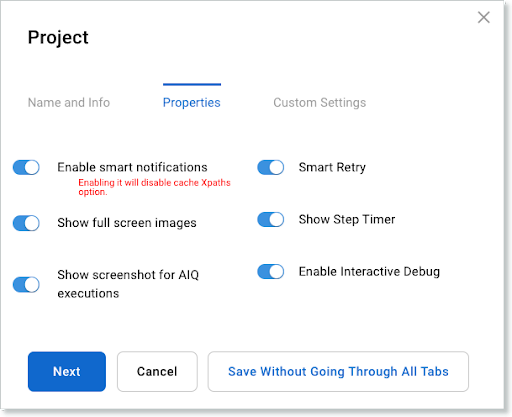 Project
Name and Info
Properties
Custom Settings
Enable smart notifications
Enabling it will disable cache Xpaths
option.
Smart Retry
Show full screen images
Show Step Timer
Show screenshot for AIQ
executions
Enable Interactive Debug
Next
Cancel
Save Without Going Through All Tabs